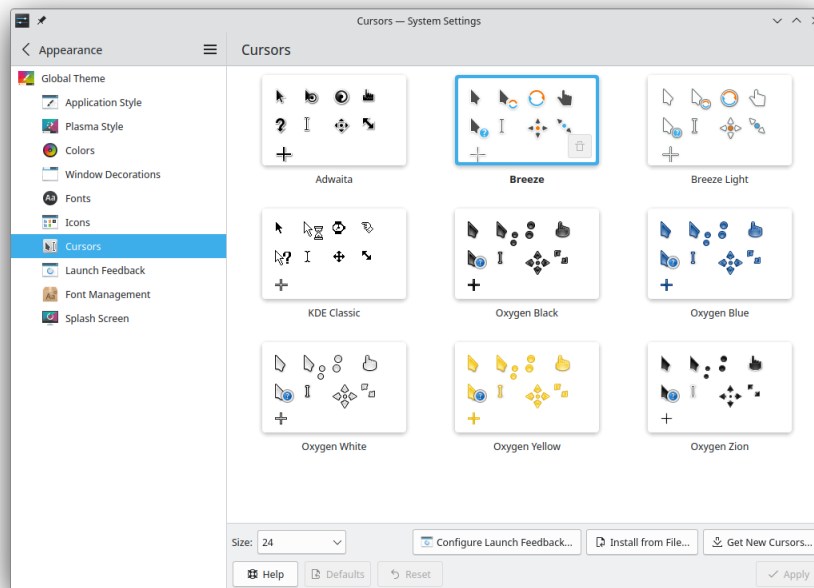 Cursors — System Settings
Appearance
Cursors
Global Theme
Application Style
Plasma Style
Colors
Window Decorations
Aa Fonts
Icons
Cursors
Launch Feedback
Aa Font Management
Splash Screen
Adwaita
Breeze
Breeze Light
KDE Classic
Oxygen Black
Oxygen Blue
Oxygen White
Oxygen Yellow
Oxygen Zion
Size: 24
Configure Launch Feedback...
Install from File...
Get New Cursors...
Help
Defaults
Reset
Apply